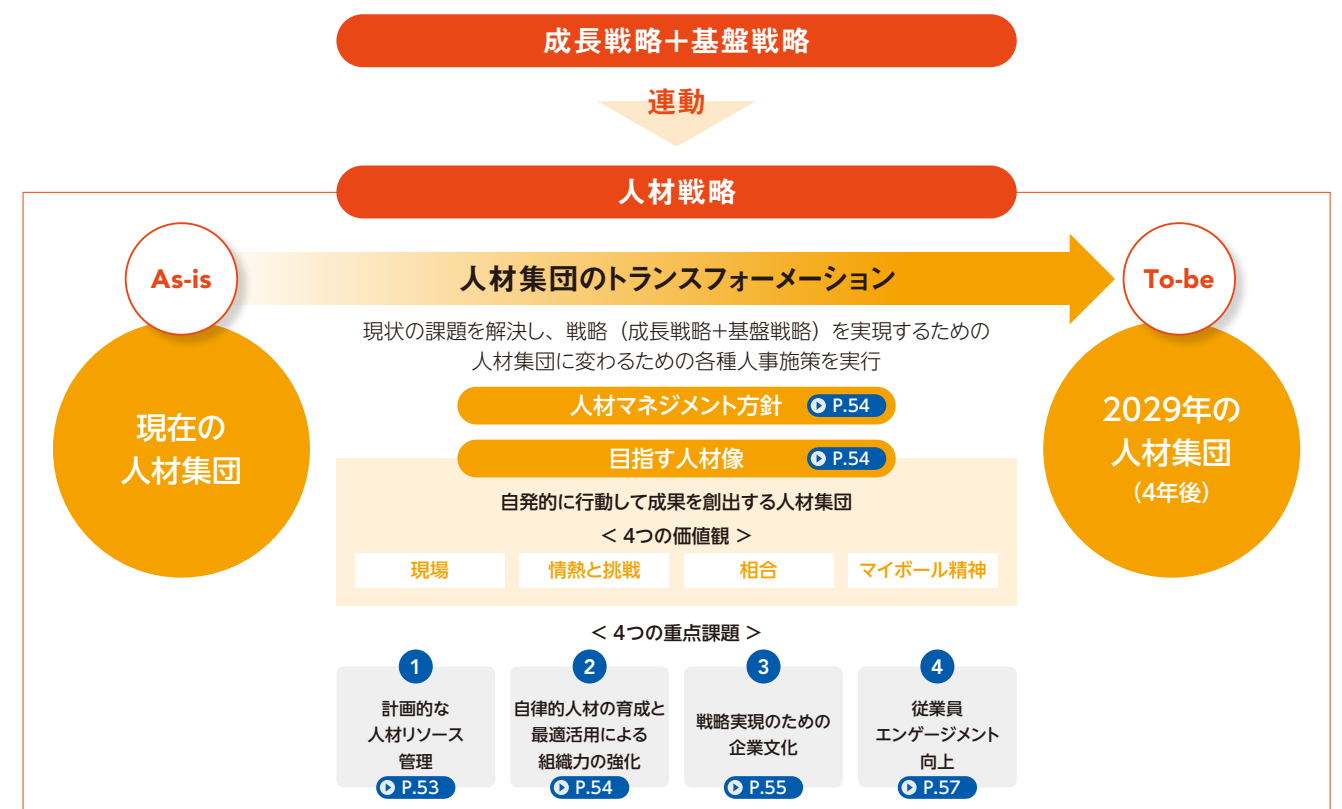 成長戦略＋基盤戦略
連動
人材戦略
As-is
人材集団のトランスフォーメーション
To-be
現状の課題を解決し、戦略（成長戦略+基盤戦略）を実現するための
人材集団に変わるための各種人事施策を実行
現在の
人材集団
2029年の
人材集団
（4年後）
人材マネジメント方針 P.54
目指す人材像 P.54
自発的に行動して成果を創出する人材集団
＜ 4つの価値観 ＞
現場 情熱と挑戦 相合 マイボール精神
＜ 4つの重点課題 ＞
1
計画的な
人材リソース
管理
P.53
2
自律的人材の育成と
最適活用による
組織力の強化
P.54
3
戦略実現のための
企業文化
P.55
4
従業員
エンゲージメント
向上
P.57